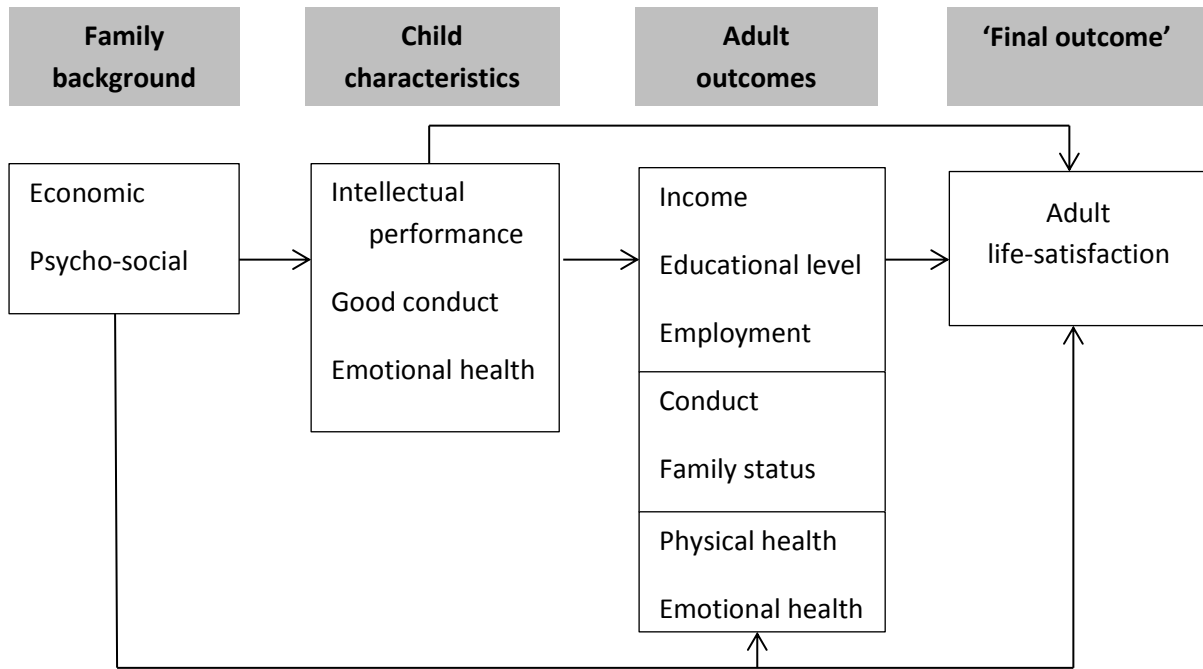 Family
background
Child
characteristics
Adult
outcomes
‘Final outcome’
Economic
Psycho-social
Intellectual
performance
Good conduct
Emotional health
Income
Educational level
Employment
Conduct
Family status
Physical health
Emotional health
Adult
life-satisfaction